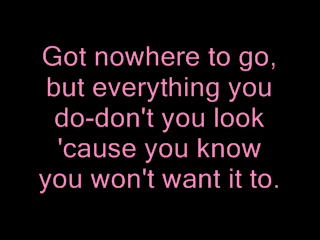 Got nowhere to go,
but everything you
do-don't you look
'cause you know
you won't want it to.